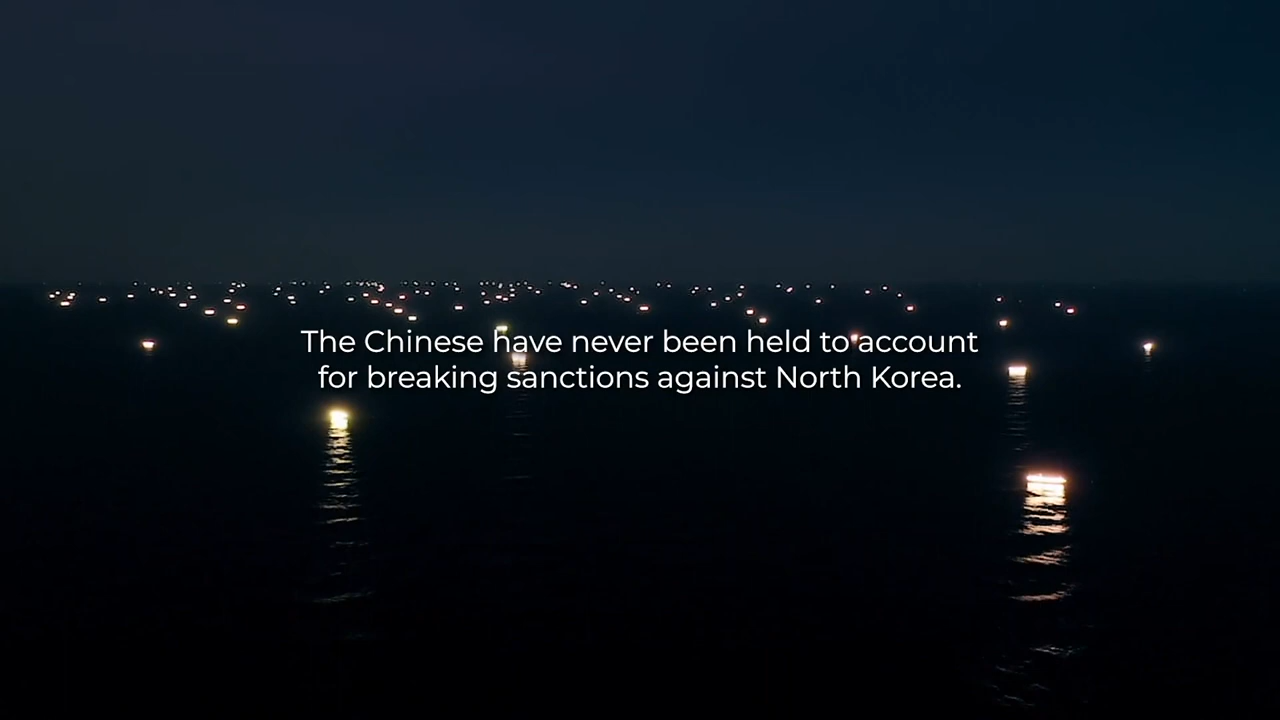 The Chinese have never been held to account
for breaking sanctions against North Korea.